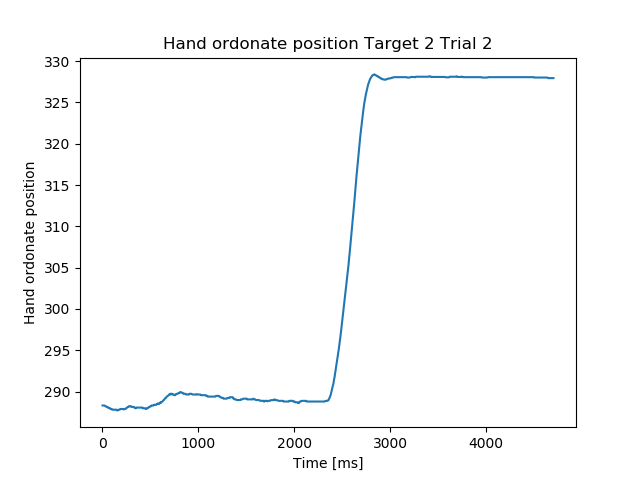 Hand ordonate position Target 2 Trial 2
330
325
320
315
310
305
300
295
290
Hand ordonate position
0 1000 2000 3000 4000
Time [ms]